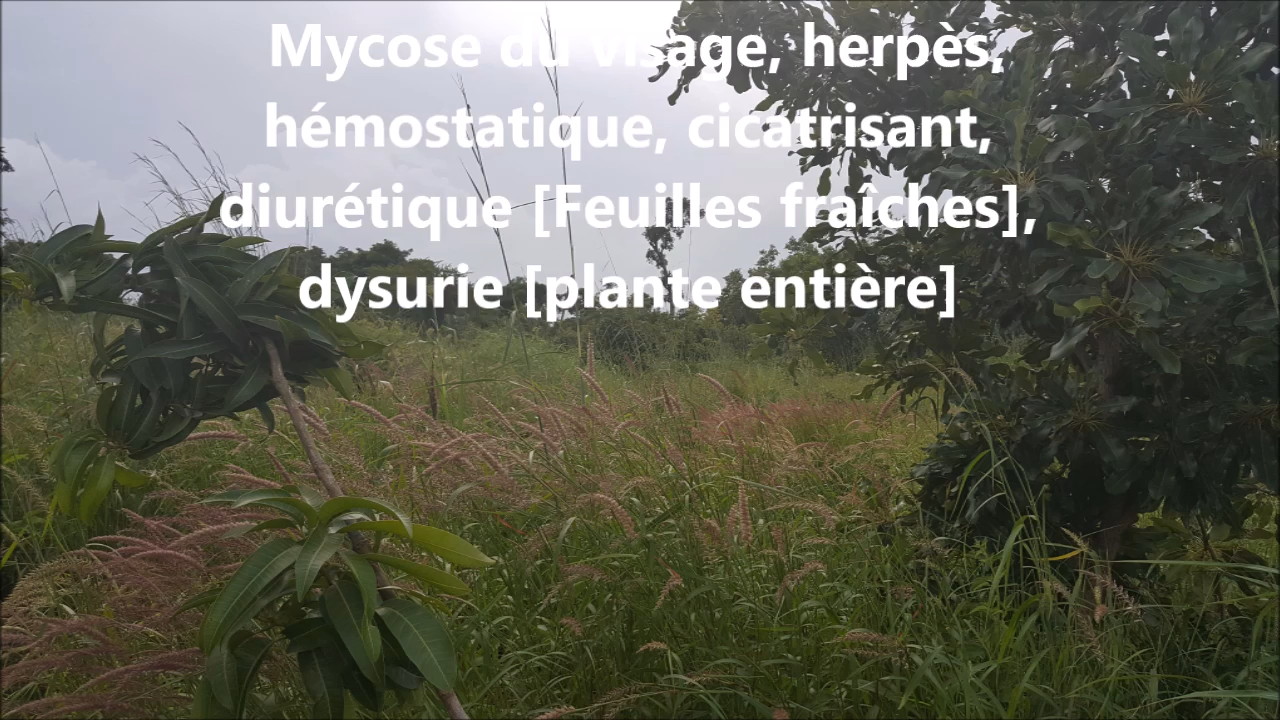 Mycose du visage, herpès,
hémostatique, cicatrisant,
diurétique [Feuilles fraîches],
dysurie [plante entière]